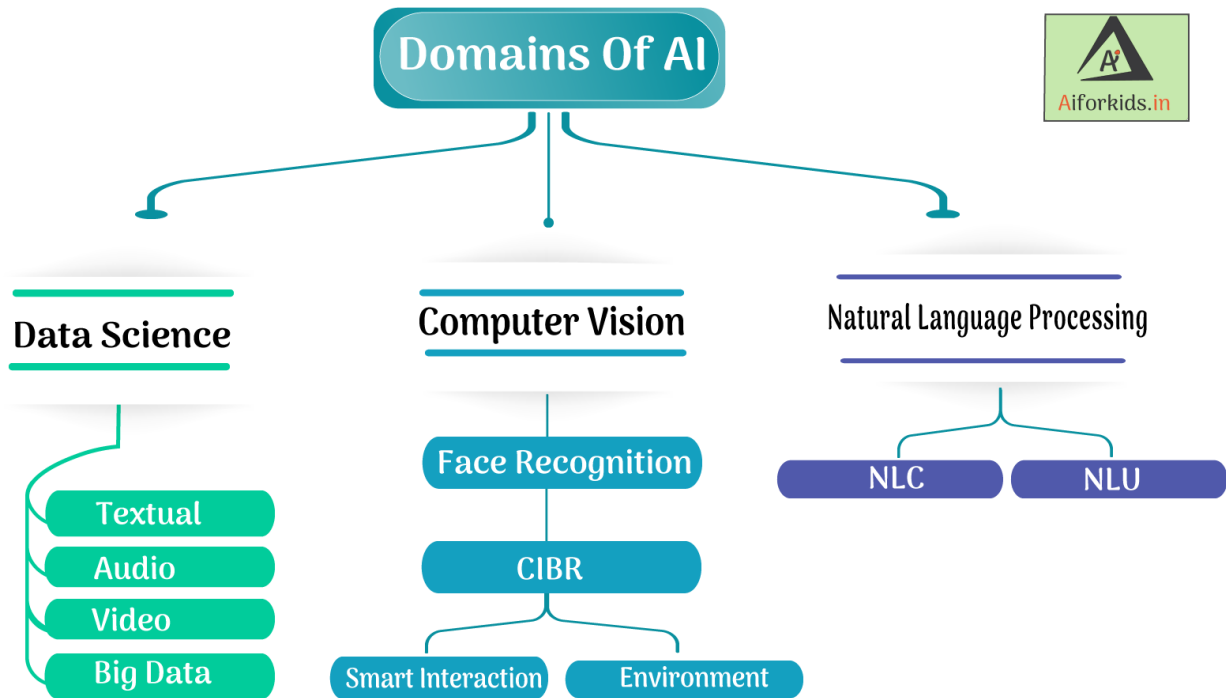 Domains Of AI
Ai
Aiforkids.in
Data Science
Computer Vision
Natural Language Processing
Textual
Audio
Video
Big Data
Face Recognition
CIBR
Smart Interaction
Environment
NLC
NLU